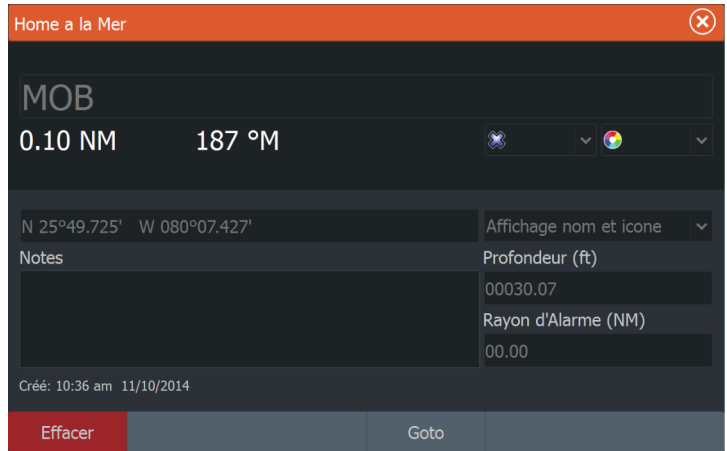 Home a la Mer
MOB
0.10 NM 187 °M
N 25°49.725' W 080°07.427' Affichage nom et icone
Notes Profondeur (ft)
00030.07
Rayon d'Alarme (NM)
00.00
Créé: 10:36 am 11/10/2014
Effacer Goto